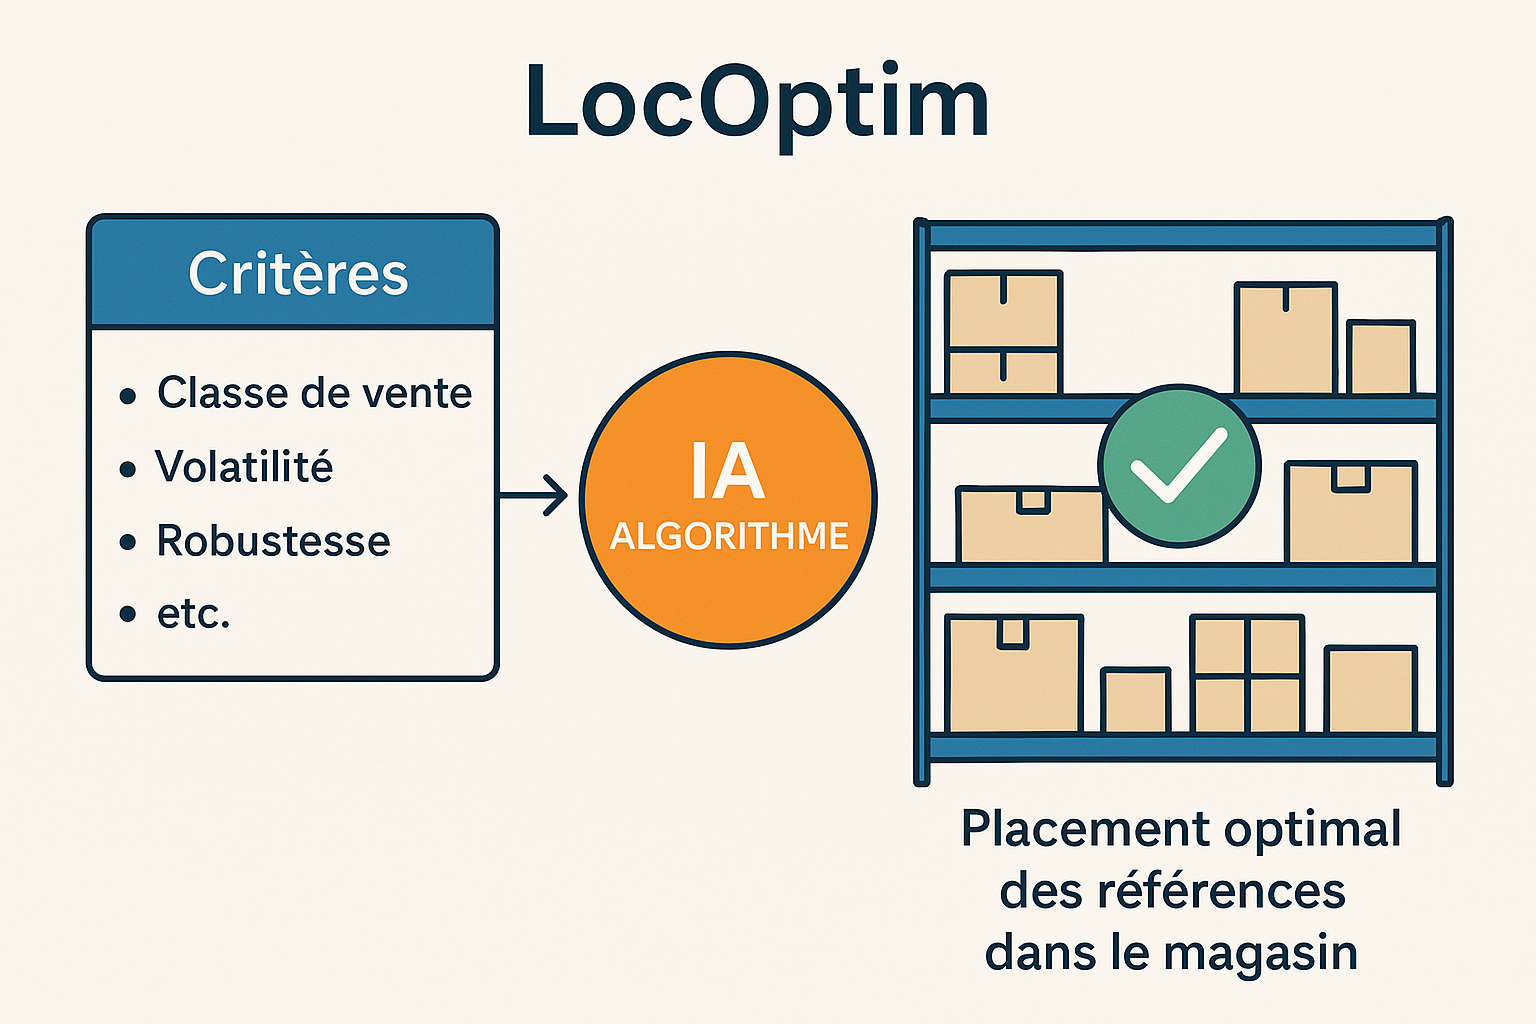 LocOptim
Critères
• Classe de vente
• Volatilité
• Robustesse
• etc.
IA
ALGORITHME
Placement optimal
des références
dans le magasin